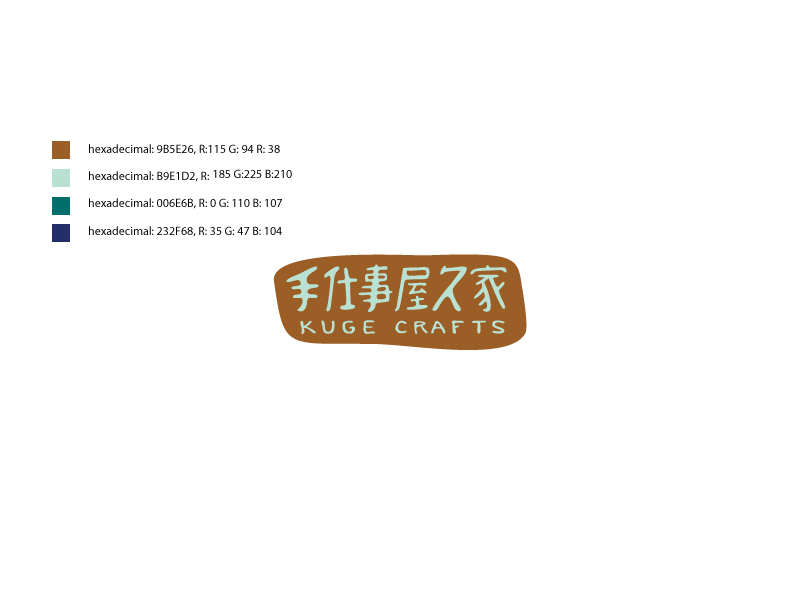 hexadecimal: 9B5E26, R:115 G: 94 R: 38
hexadecimal: B9E1D2, R: 185 G:225 B:210
hexadecimal: 006E6B, R: 0 G: 110 B: 107
hexadecimal: 232F68, R: 35 G: 47 B: 104
手仕事屋久家
KUGE CRAFTS